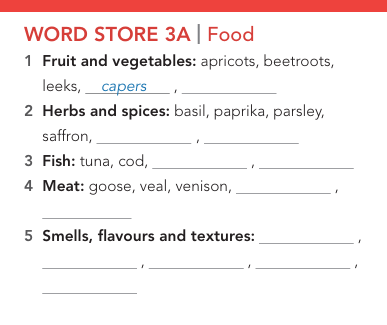 WORD STORE 3A | Food
1 Fruit and vegetables: apricots, beetroots,
leeks, capers , ____________
2 Herbs and spices: basil, paprika, parsley,
saffron, ____________ , ____________
3 Fish: tuna, cod, ____________ , ____________
4 Meat: goose, veal, venison, ____________ ,
____________
5 Smells, flavours and textures: ____________ ,
____________ , ____________ , ____________ ,
____________